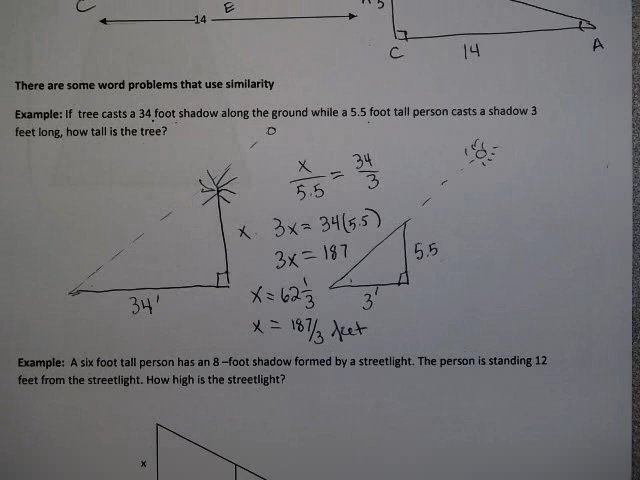 C
E
14
5
C
14
A
There are some word problems that use similarity
Example: If tree casts a 34 foot shadow along the ground while a 5.5 foot tall person casts a shadow 3
feet long, how tall is the tree?
x/5.5 = 34/3
x
3x = 34(5.5)
3x = 187
5.5
x = 62 1/3
34'
3'
x = 187/3 feet
Example: A six foot tall person has an 8 –foot shadow formed by a streetlight. The person is standing 12
feet from the streetlight. How high is the streetlight?
x